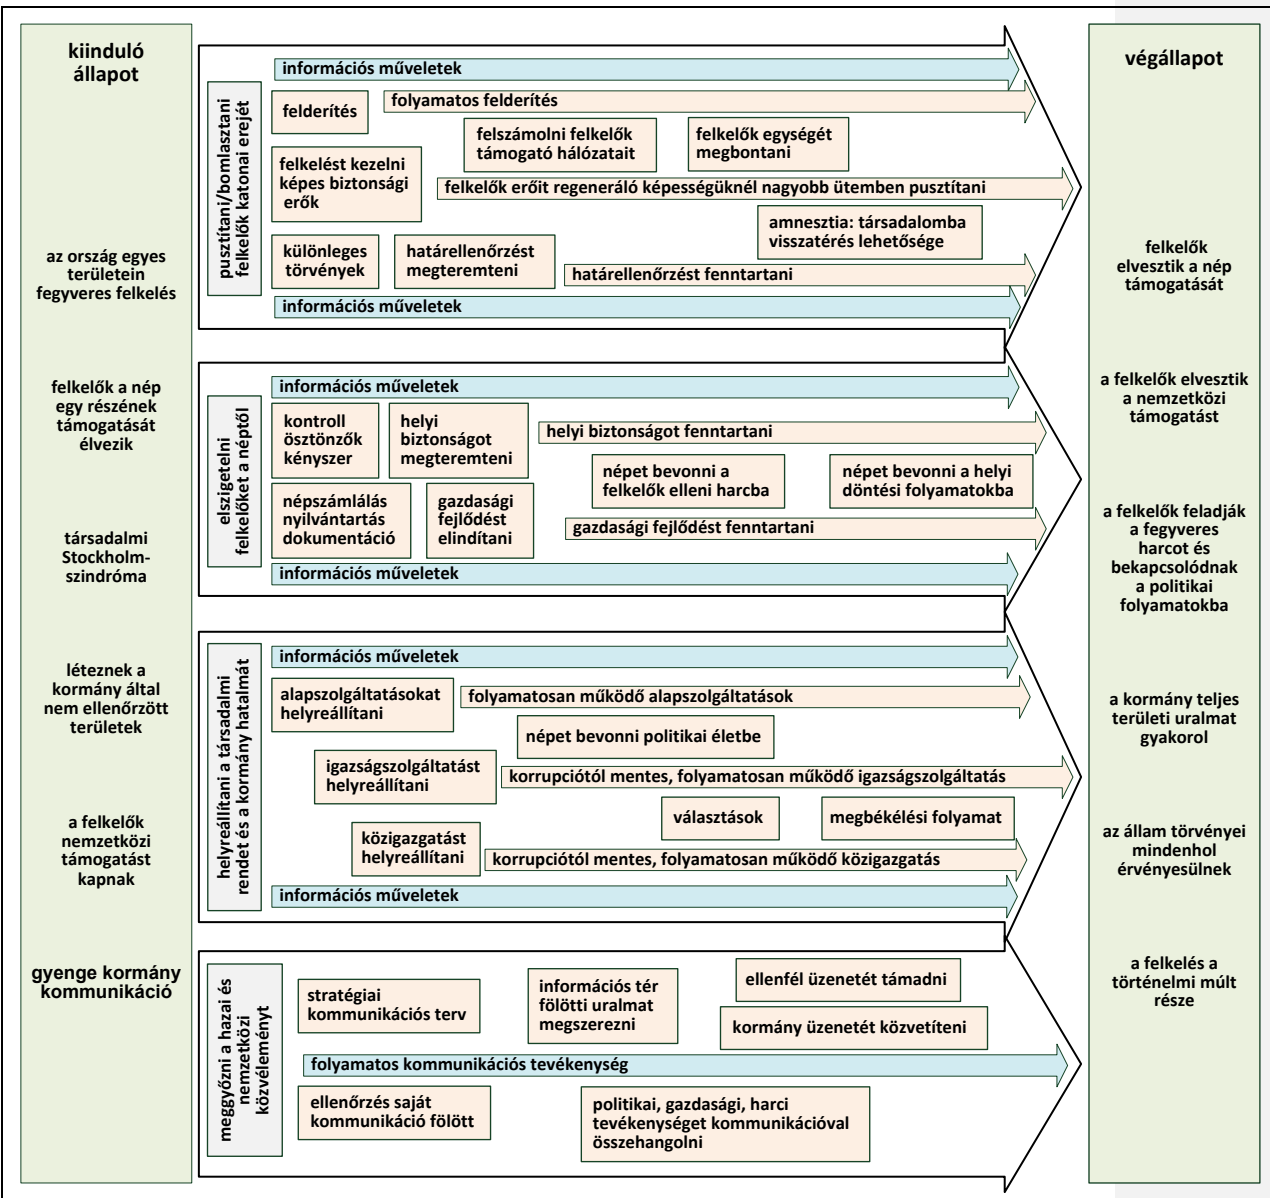 kiinduló
állapot
az ország egyes
területein
fegyveres felkelés
felkelők a nép
egy részének
támogatását
élvezik
társadalmi
Stockholm-
szindróma
léteznek a
kormány által
nem ellenőrzött
területek
a felkelők
nemzetközi
támogatást
kapnak
gyenge kormány
kommunikáció
pusztítani/bomlasztani
felkelők katonai erejét
információs műveletek
felderítés
folyamatos felderítés
felszámolni felkelők
támogató hálózatait
felkelők egységét
megbontani
felkelést kezelni
képes biztonsági
erők
felkelők erőit regeneráló képességüknél nagyobb ütemben pusztítani
amnesztia: társadalomba
visszatérés lehetősége
különleges
törvények
határellenőrzést
megteremteni
határellenőrzést fenntartani
információs műveletek
elszigetelni
felkelőket a néptől
információs műveletek
kontroll
ösztönzők
kényszer
helyi
biztonságot
megteremteni
helyi biztonságot fenntartani
népet bevonni a
felkelők elleni harcba
népet bevonni a helyi
döntési folyamatokba
népszámlálás
nyilvántartás
dokumentáció
gazdasági
fejlődést
elindítani
gazdasági fejlődést fenntartani
információs műveletek
helyreállítani a társadalmi
rendet és a kormány hatalmát
információs műveletek
alapszolgáltatásokat
helyreállítani
folyamatosan működő alapszolgáltatások
népet bevonni politikai életbe
igazságszolgáltatást
helyreállítani
korrupciótól mentes, folyamatosan működő igazságszolgáltatás
választások
megbékélési folyamat
közigazgatást
helyreállítani
korrupciótól mentes, folyamatosan működő közigazgatás
információs műveletek
meggyőzni a hazai és
nemzetközi
közvéleményt
stratégiai
kommunikációs terv
információs tér
fölötti uralmat
megszerezni
ellenfél üzenetét támadni
kormány üzenetét közvetíteni
folyamatos kommunikációs tevékenység
ellenőrzés saját
kommunikáció fölött
politikai, gazdasági, harci
tevékenységet kommunikációval
összehangolni
végállapot
felkelők
elvesztik a nép
támogatását
a felkelők elvesztik
a nemzetközi
támogatást
a felkelők feladják
a fegyveres
harcot és
bekapcsolódnak
a politikai
folyamatokba
a kormány teljes
területi uralmat
gyakorol
az állam törvényei
mindenhol
érvényesülnek
a felkelés a
történelmi múlt
része